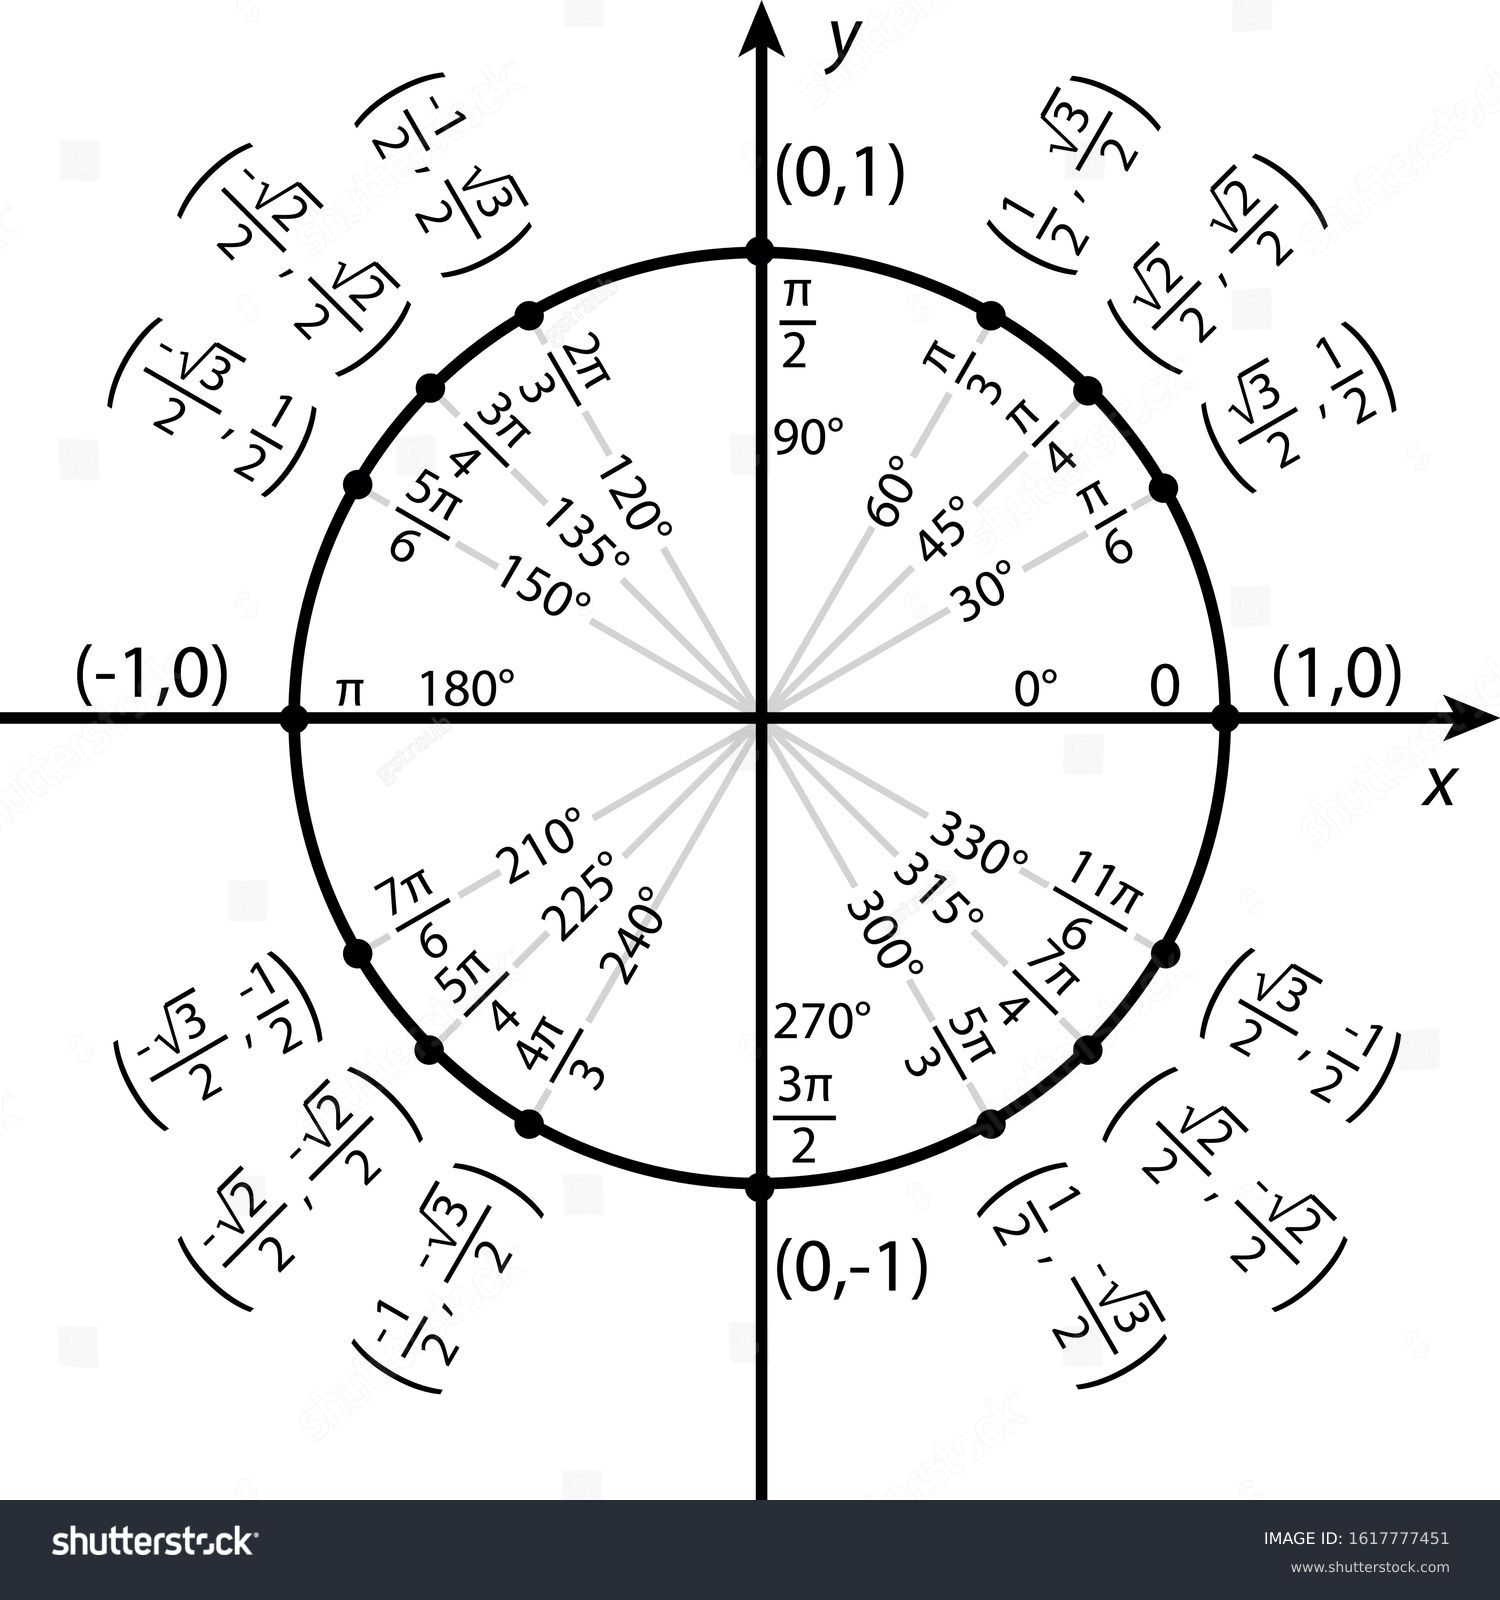 y
(-1/2, √3/2)
(0,1)
(1/2, √3/2)
(-√2/2, √2/2)
(√2/2, √2/2)
(-√3/2, 1/2)
(√3/2, 1/2)
π/2
2π/3
π/3
3π/4
π/4
5π/6
π/6
90°
120°
60°
135°
45°
150°
30°
(-1,0)
π
180°
0°
0
(1,0)
x
210°
330°
7π/6
11π/6
225°
315°
5π/4
7π/4
240°
300°
4π/3
5π/3
270°
3π/2
(-√3/2, -1/2)
(√3/2, -1/2)
(-√2/2, -√2/2)
(√2/2, -√2/2)
(-1/2, -√3/2)
(0,-1)
(1/2, -√3/2)
gstraub
shutterstock
IMAGE ID: 1617777451
www.shutterstock.com